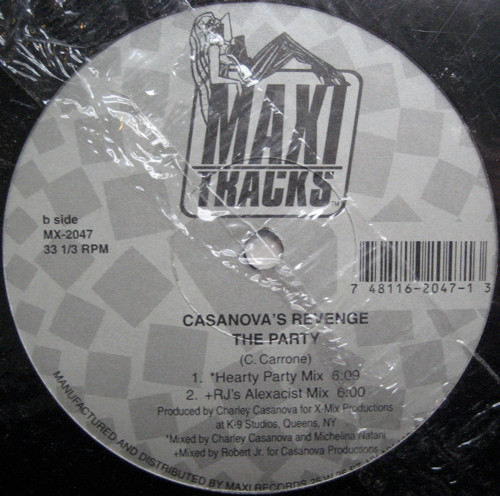 MAXI
TRACKS
b side
MX-2047
33 1/3 RPM
7 48116-2047-1 3
CASANOVA'S REVENGE
THE PARTY
(C. Carrone)
1. *Hearty Party Mix 6:09
2. +RJ's Alexacist Mix 6:00
Produced by Charley Casanova for X-Mix Productions
at K-9 Studios, Queens, NY
*Mixed by Charley Casanova and Michelina Natani
+Mixed by Robert Jr. for Casanova Productions
MANUFACTURED AND DISTRIBUTED BY MAXI RECORDS 25 W.